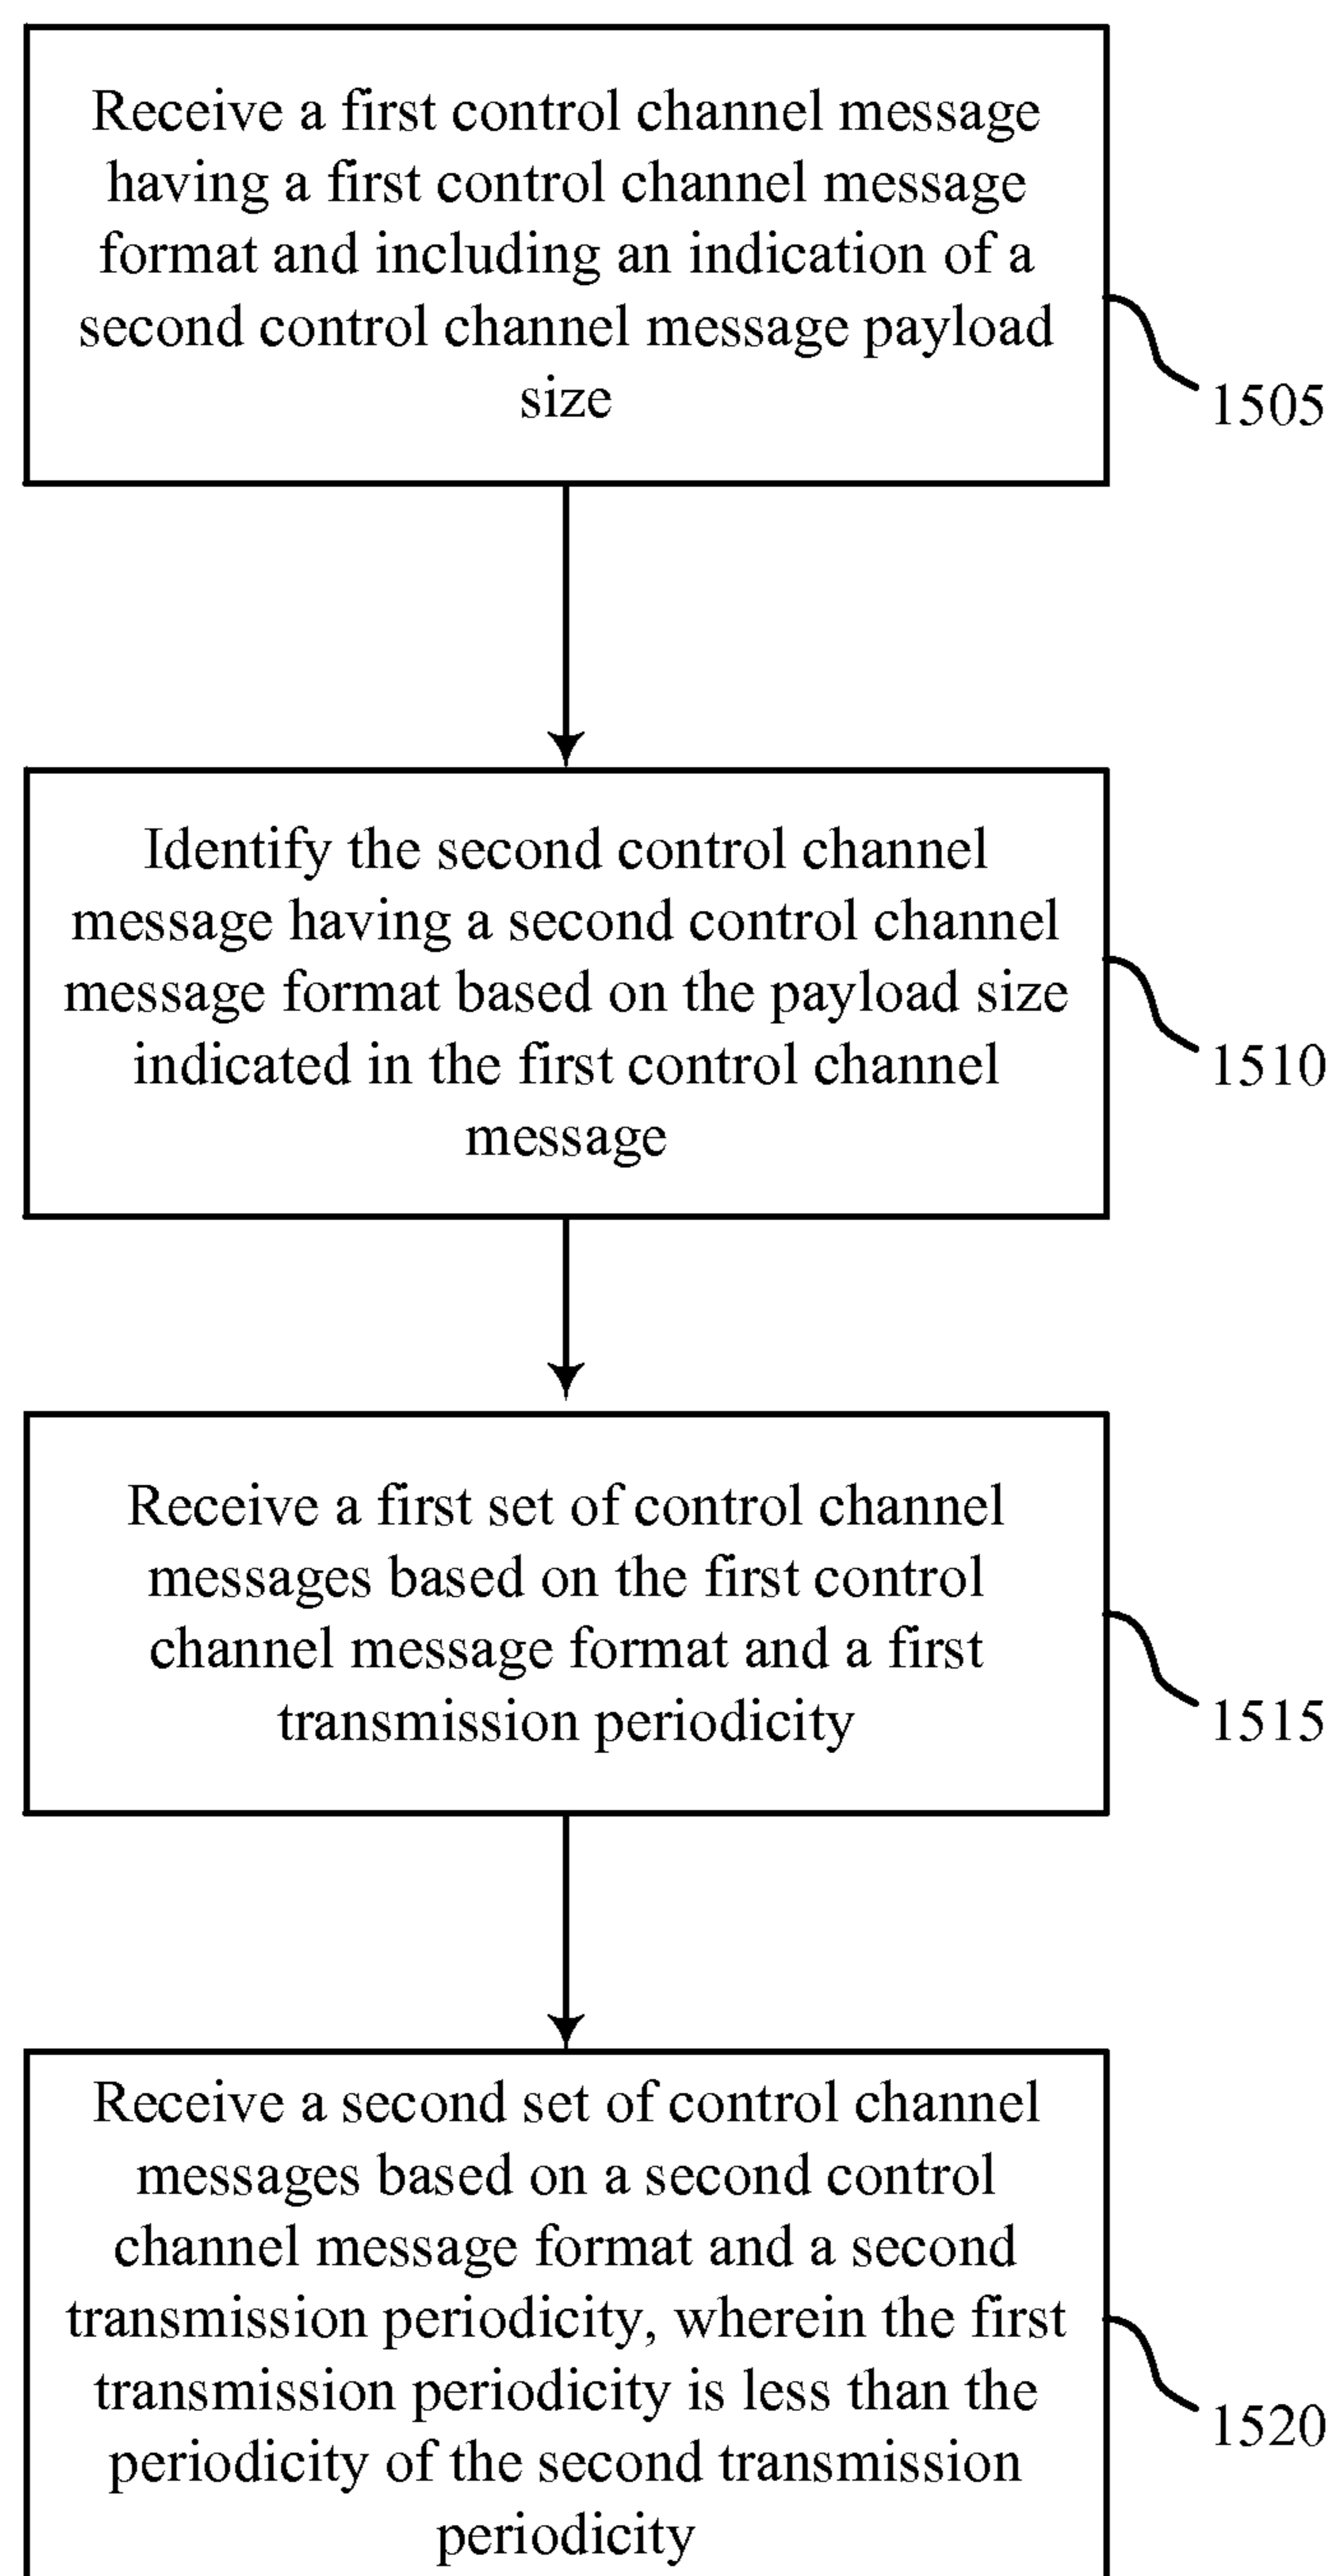 Receive a first control channel message
having a first control channel message
format and including an indication of a
second control channel message payload
size
1505
Identify the second control channel
message having a second control channel
message format based on the payload size
indicated in the first control channel
message
1510
Receive a first set of control channel
messages based on the first control
channel message format and a first
transmission periodicity
1515
Receive a second set of control channel
messages based on a second control
channel message format and a second
transmission periodicity, wherein the first
transmission periodicity is less than the
periodicity of the second transmission
periodicity
1520